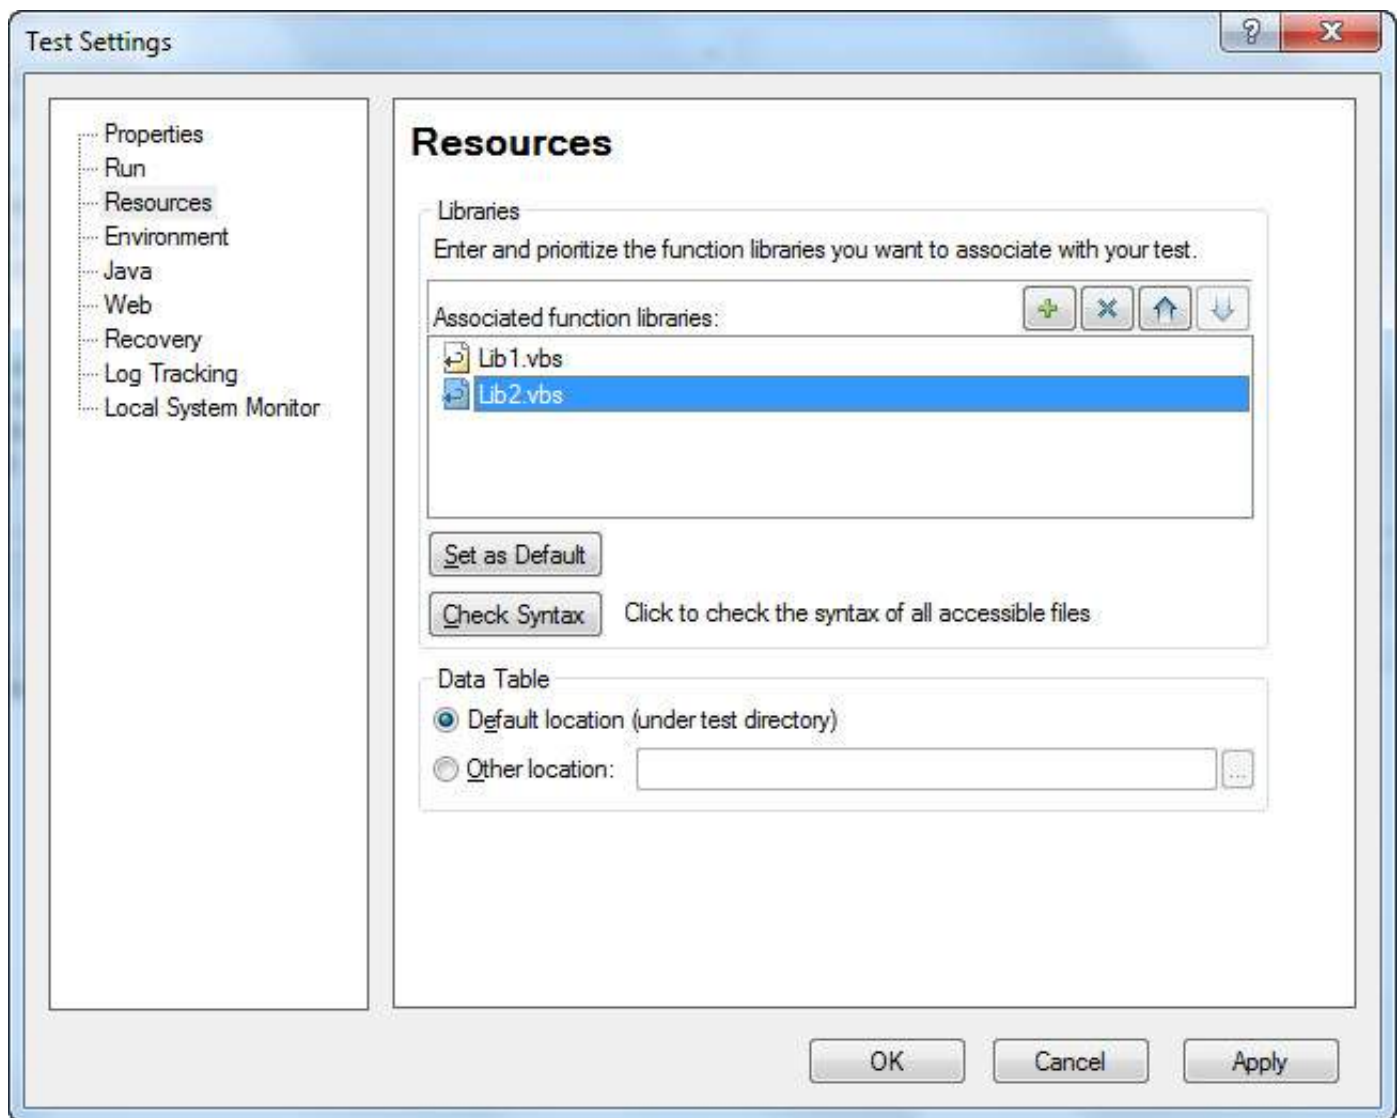 Test Settings
Properties
Run
Resources
Environment
Java
Web
Recovery
Log Tracking
Local System Monitor
Resources
Libraries
Enter and prioritize the function libraries you want to associate with your test.
Associated function libraries:
Lib1.vbs
Lib2.vbs
Set as Default
Check Syntax Click to check the syntax of all accessible files
Data Table
Default location (under test directory)
Other location: ...
OK Cancel Apply